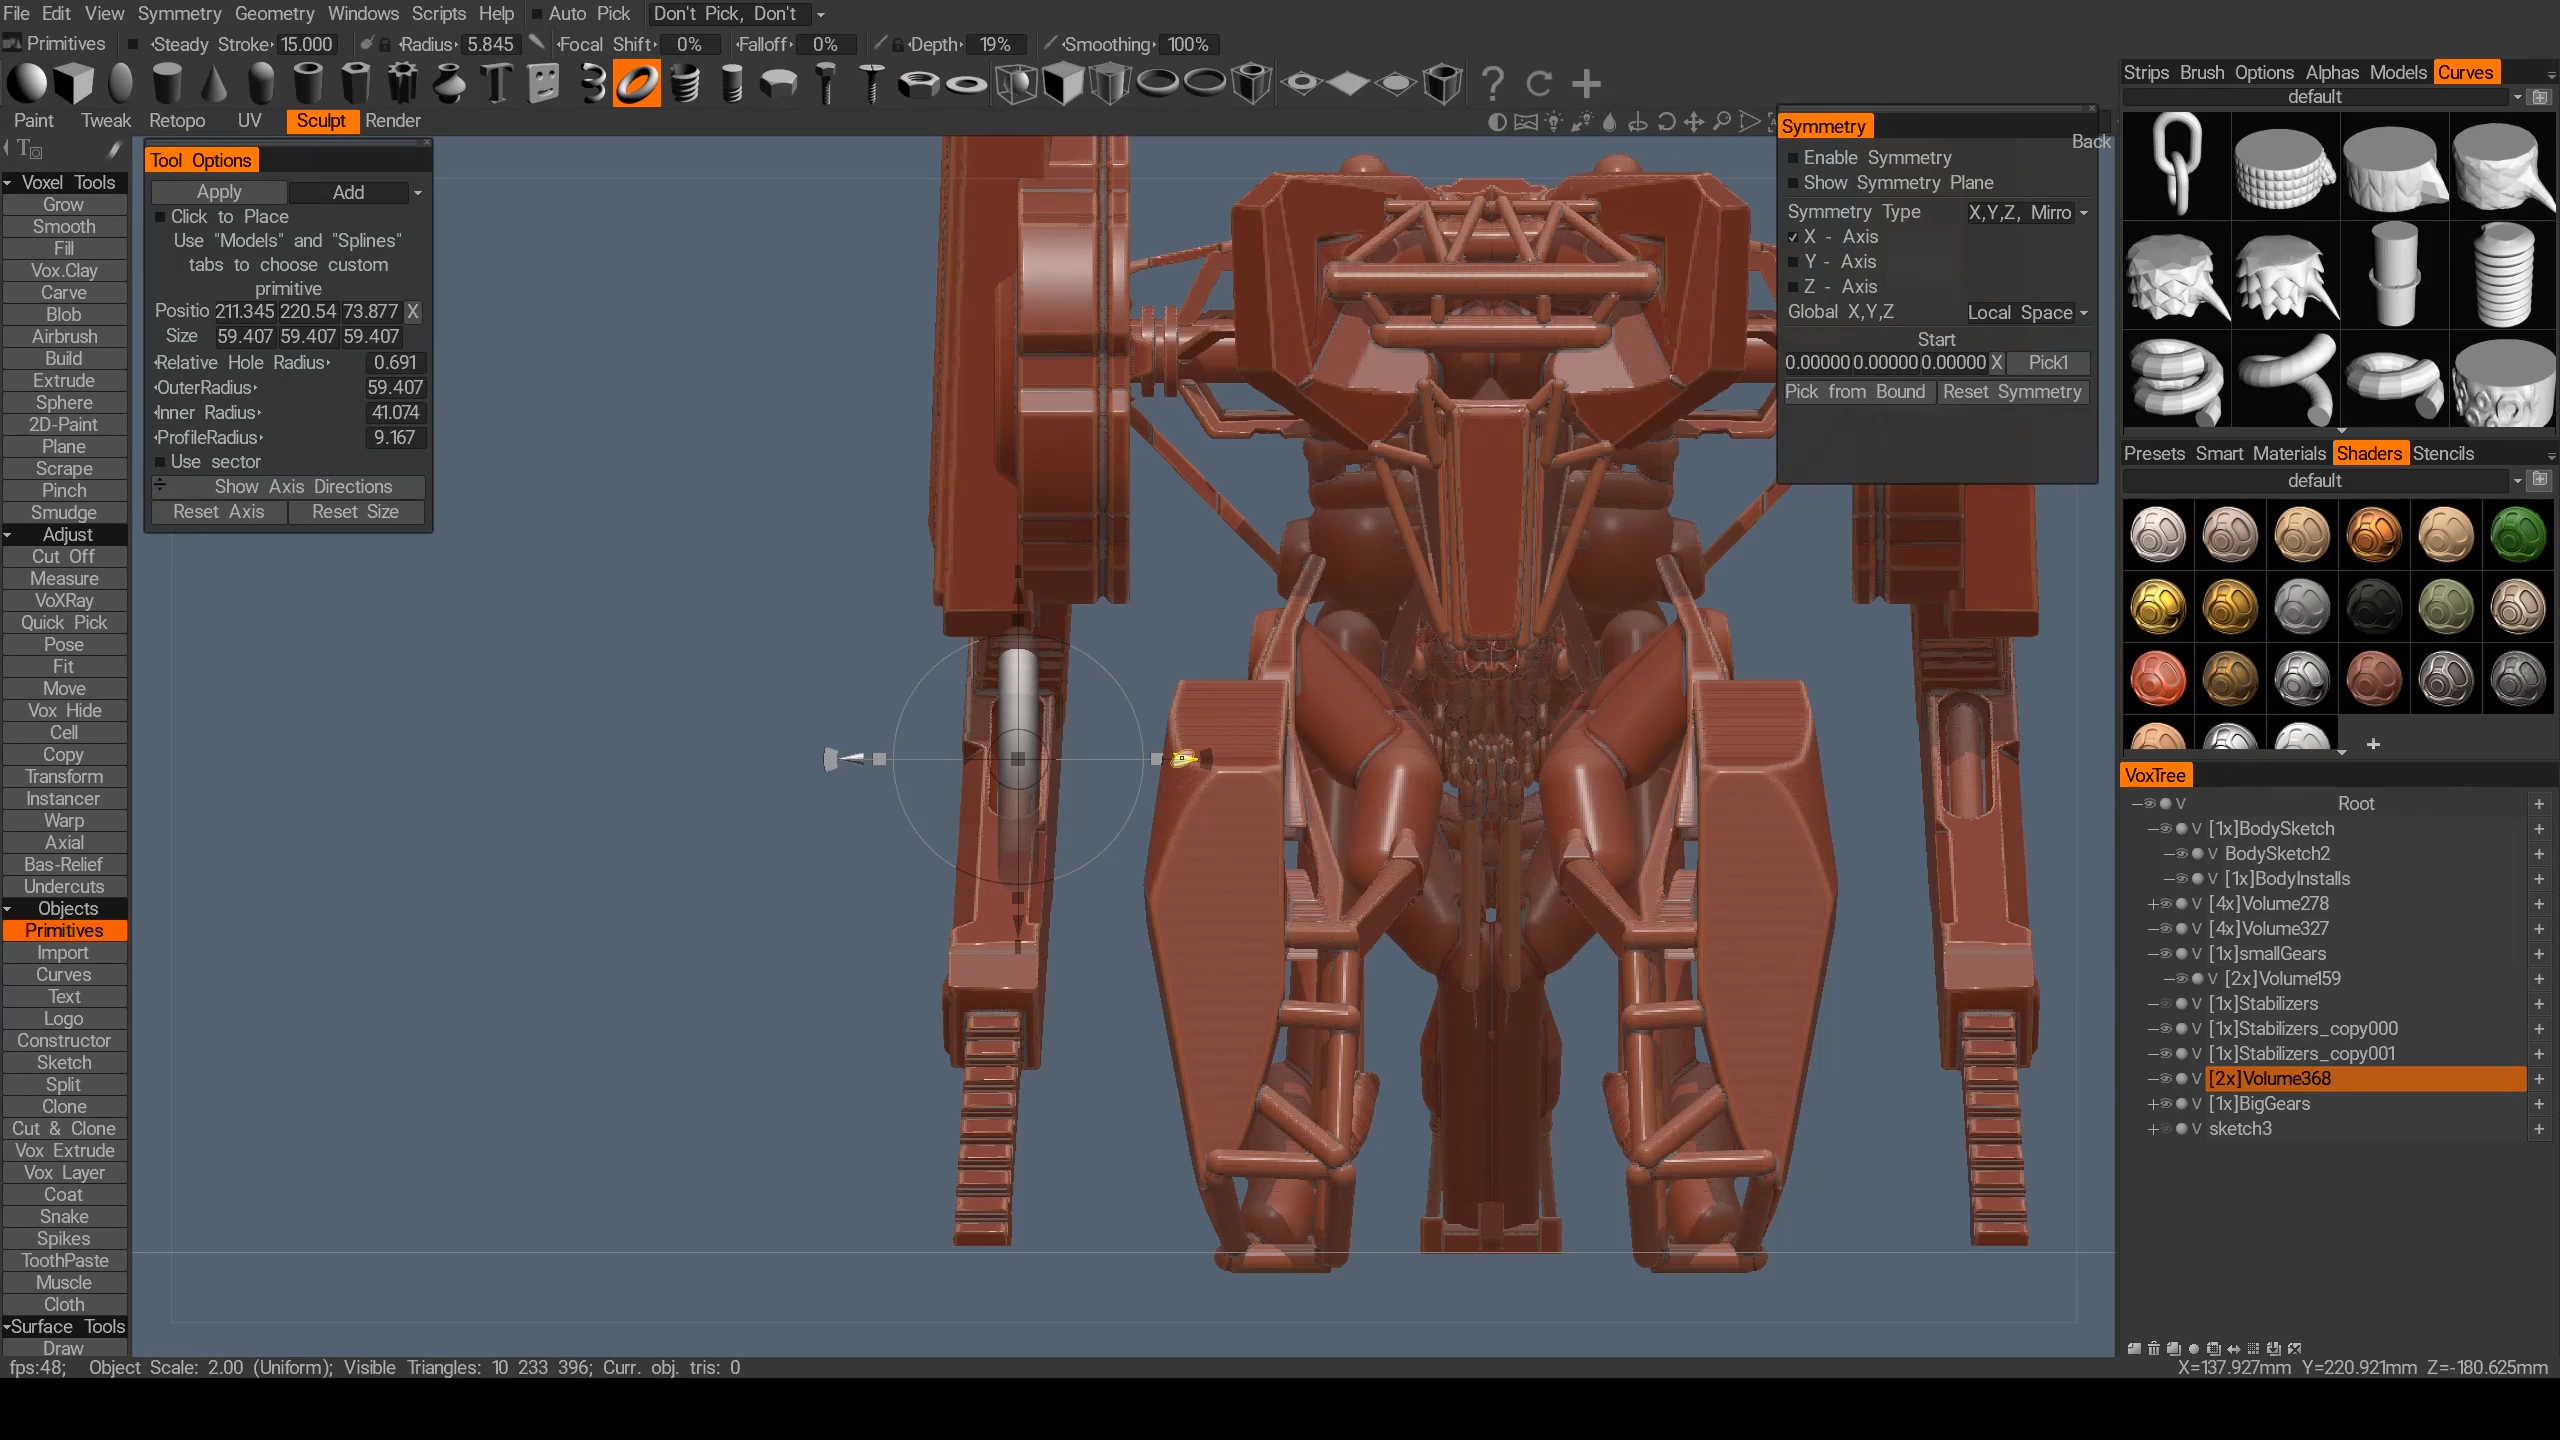 File Edit View Symmetry Geometry Windows Scripts Help Auto Pick Don't Pick, Don't
Primitives Steady Stroke 15.000 Radius 5.845 Focal Shift 0% Falloff 0% Depth 19% Smoothing 100%
Paint Tweak Retopo UV Sculpt Render
Tool Options
Apply Add
Click to Place
Use "Models" and "Splines"
tabs to choose custom
primitive
Positio 211.345 220.54 73.877 X
Size 59.407 59.407 59.407
Relative Hole Radius 0.691
OuterRadius 59.407
Inner Radius 41.074
ProfileRadius 9.167
Use sector
Show Axis Directions
Reset Axis Reset Size
Voxel Tools
Grow
Smooth
Fill
Vox.Clay
Carve
Blob
Airbrush
Build
Extrude
Sphere
2D-Paint
Plane
Scrape
Pinch
Smudge
Adjust
Cut Off
Measure
VoXRay
Quick Pick
Pose
Fit
Move
Vox Hide
Cell
Copy
Transform
Instancer
Warp
Axial
Bas-Relief
Undercuts
Objects
Primitives
Import
Curves
Text
Logo
Constructor
Sketch
Split
Clone
Cut & Clone
Vox Extrude
Vox Layer
Coat
Snake
Spikes
ToothPaste
Muscle
Cloth
Surface Tools
Draw
Symmetry
Back
Enable Symmetry
Show Symmetry Plane
Symmetry Type X,Y,Z, Mirro
X - Axis
Y - Axis
Z - Axis
Global X,Y,Z Local Space
Start
0.00000 0.00000 0.00000 X Pick1
Pick from Bound Reset Symmetry
Strips Brush Options Alphas Models Curves
default
Presets Smart Materials Shaders Stencils
default
VoxTree
V Root
V [1x]BodySketch
V BodySketch2
V [1x]BodyInstalls
V [4x]Volume278
V [4x]Volume327
V [1x]smallGears
V [2x]Volume159
V [1x]Stabilizers
V [1x]Stabilizers_copy000
V [1x]Stabilizers_copy001
V [2x]Volume368
V [1x]BigGears
V sketch3
fps:48; Object Scale: 2.00 (Uniform); Visible Triangles: 10 233 396; Curr. obj. tris: 0
X=137.927mm Y=220.921mm Z=-180.625mm